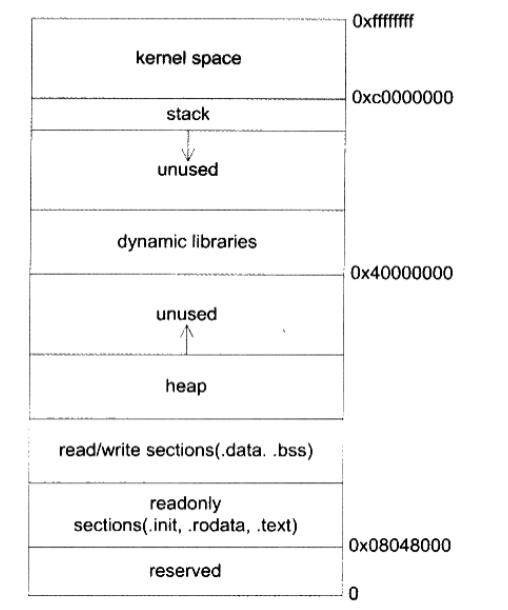 0xffffffff
kernel space
0xc0000000
stack
unused
dynamic libraries
0x40000000
unused
heap
read/write sections(.data. .bss)
readonly
sections(.init, .rodata, .text)
0x08048000
reserved
0